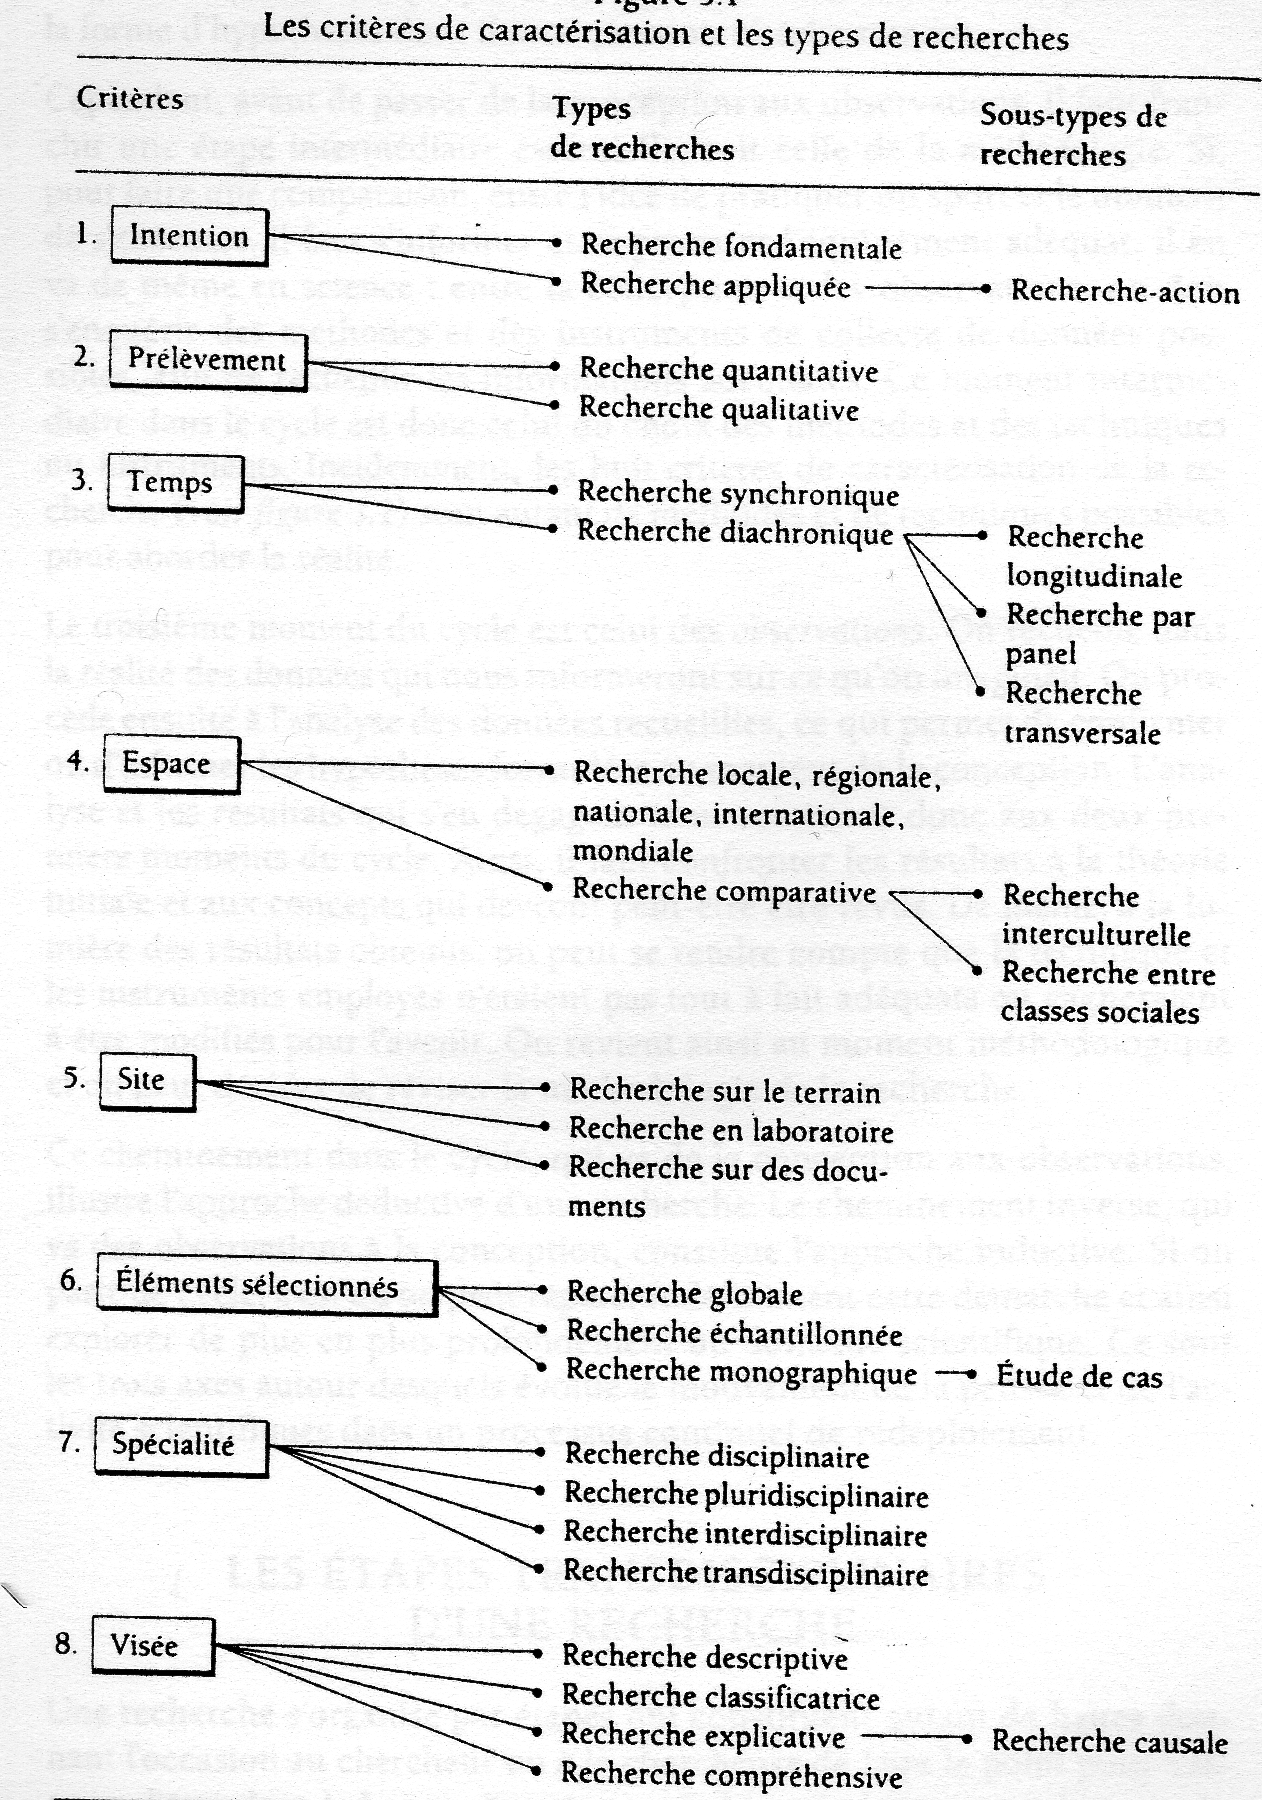 Figure 3.1
Les critères de caractérisation et les types de recherches
Critères
Types
de recherches
Sous-types de
recherches
1. Intention
Recherche fondamentale
Recherche appliquée
Recherche-action
2. Prélèvement
Recherche quantitative
Recherche qualitative
3. Temps
Recherche synchronique
Recherche diachronique
Recherche
longitudinale
Recherche par
panel
Recherche
transversale
4. Espace
Recherche locale, régionale,
nationale, internationale,
mondiale
Recherche comparative
Recherche
interculturelle
Recherche entre
classes sociales
5. Site
Recherche sur le terrain
Recherche en laboratoire
Recherche sur des docu-
ments
6. Éléments sélectionnés
Recherche globale
Recherche échantillonnée
Recherche monographique
Étude de cas
7. Spécialité
Recherche disciplinaire
Recherche pluridisciplinaire
Recherche interdisciplinaire
Recherche transdisciplinaire
8. Visée
Recherche descriptive
Recherche classificatrice
Recherche explicative
Recherche causale
Recherche compréhensive